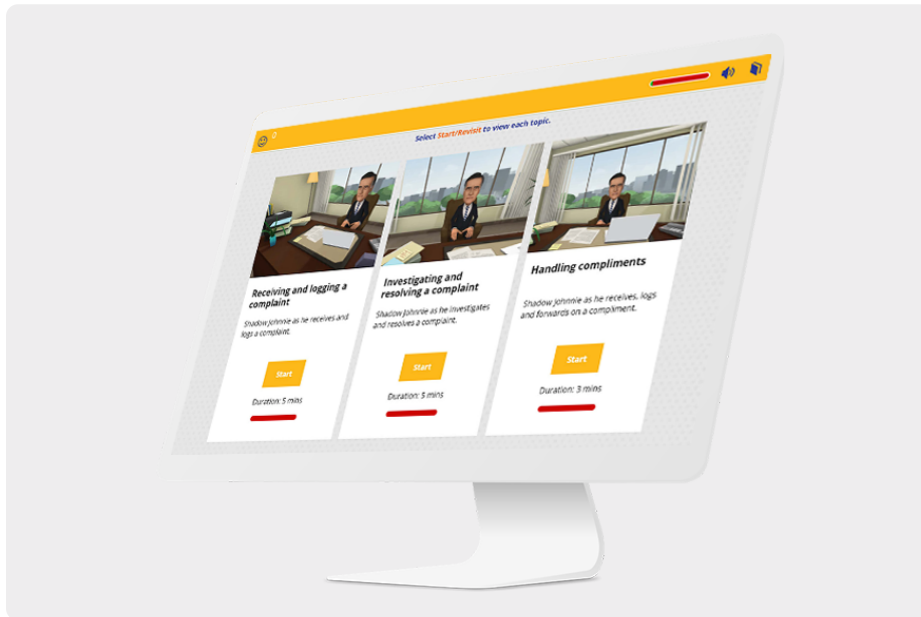 Select Start/Revisit to view each topic.
Receiving and logging a
complaint
Shadow Johnnie as he receives and
logs a complaint.
Start
Duration: 5 mins
Investigating and
resolving a complaint
Shadow Johnnie as he investigates
and resolves a complaint.
Start
Duration: 5 mins
Handling compliments
Shadow Johnnie as he receives, logs
and forwards on a compliment.
Start
Duration: 3 mins